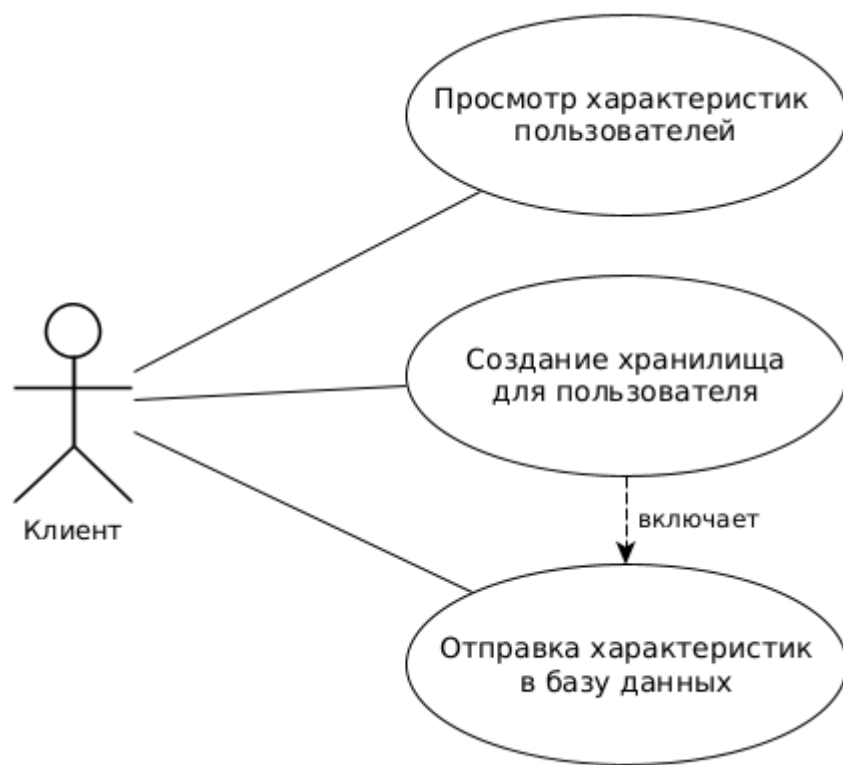 Просмотр характеристик
пользователей
Создание хранилища
для пользователя
Клиент
включает
Отправка характеристик
в базу данных